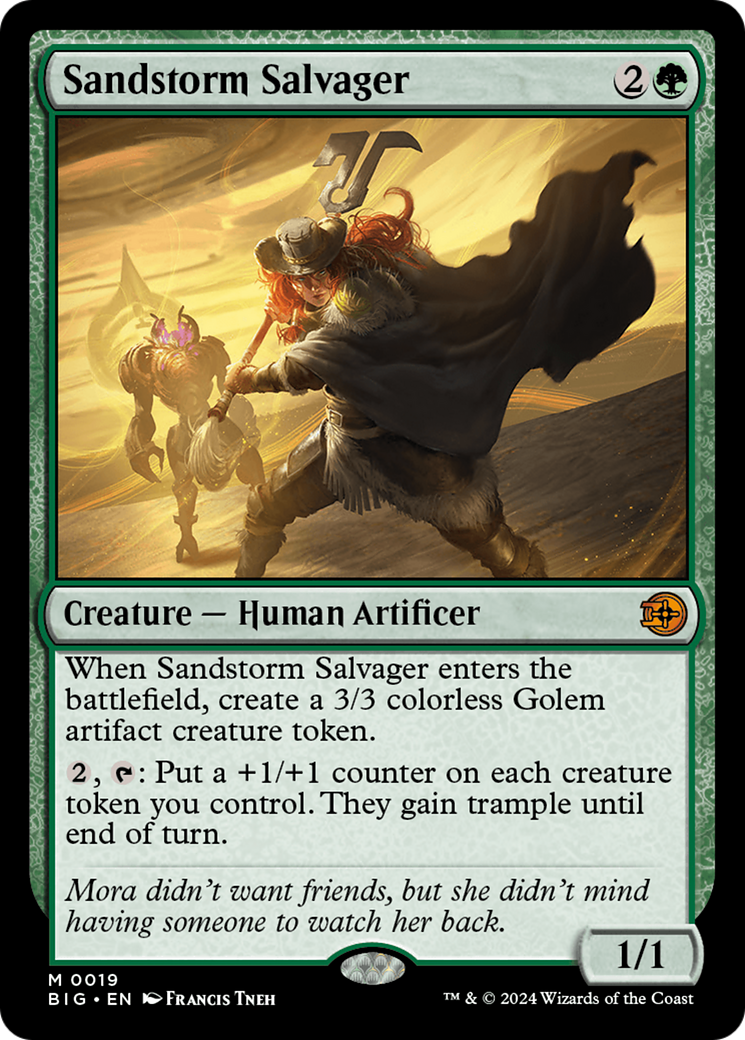 Sandstorm Salvager 2
Creature — Human Artificer
When Sandstorm Salvager enters the
battlefield, create a 3/3 colorless Golem
artifact creature token.
2, : Put a +1/+1 counter on each creature
token you control. They gain trample until
end of turn.
Mora didn't want friends, but she didn't mind
having someone to watch her back.
1/1
M 0019
BIG • EN Francis Tneh
™ & © 2024 Wizards of the Coast